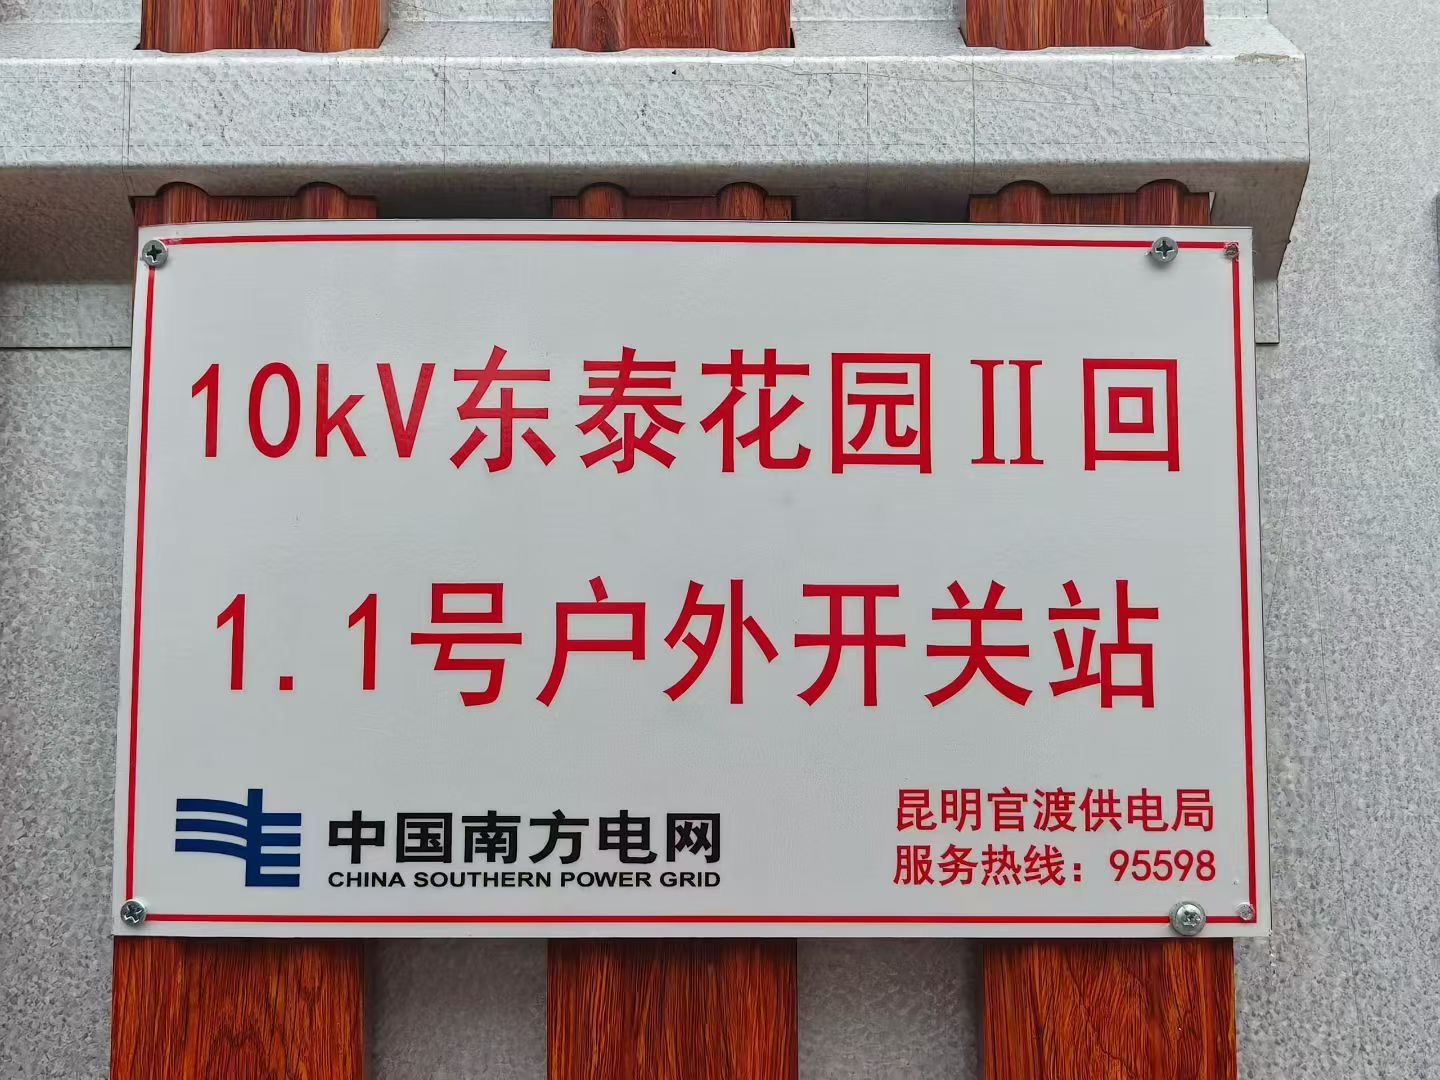 10kV东泰花园Ⅱ回
1.1号户外开关站
中国南方电网
CHINA SOUTHERN POWER GRID
昆明官渡供电局
服务热线：95598